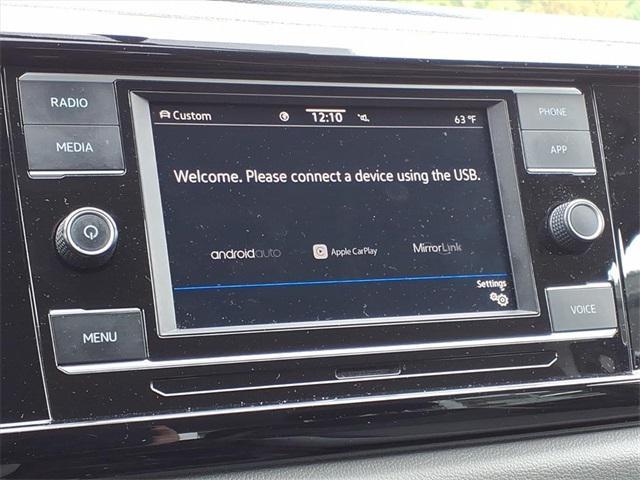 RADIO
MEDIA
MENU
Custom 12:10 63 °F
Welcome. Please connect a device using the USB.
androidauto Apple CarPlay MirrorLink
Settings
PHONE
APP
VOICE